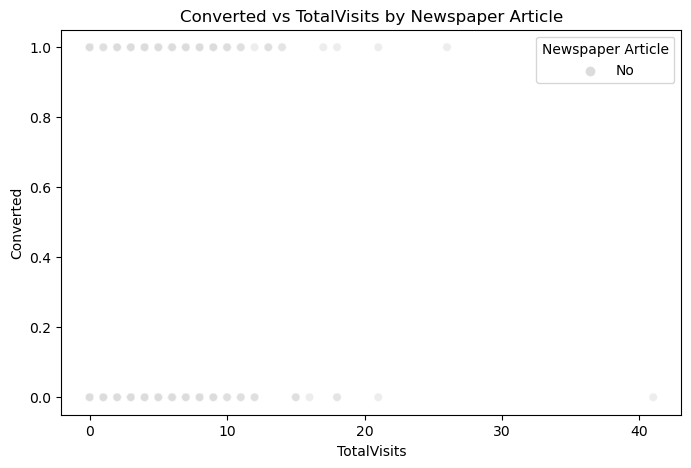 Converted vs TotalVisits by Newspaper Article
Newspaper Article
No
Converted
1.0
0.8
0.6
0.4
0.2
0.0
0 10 20 30 40
TotalVisits